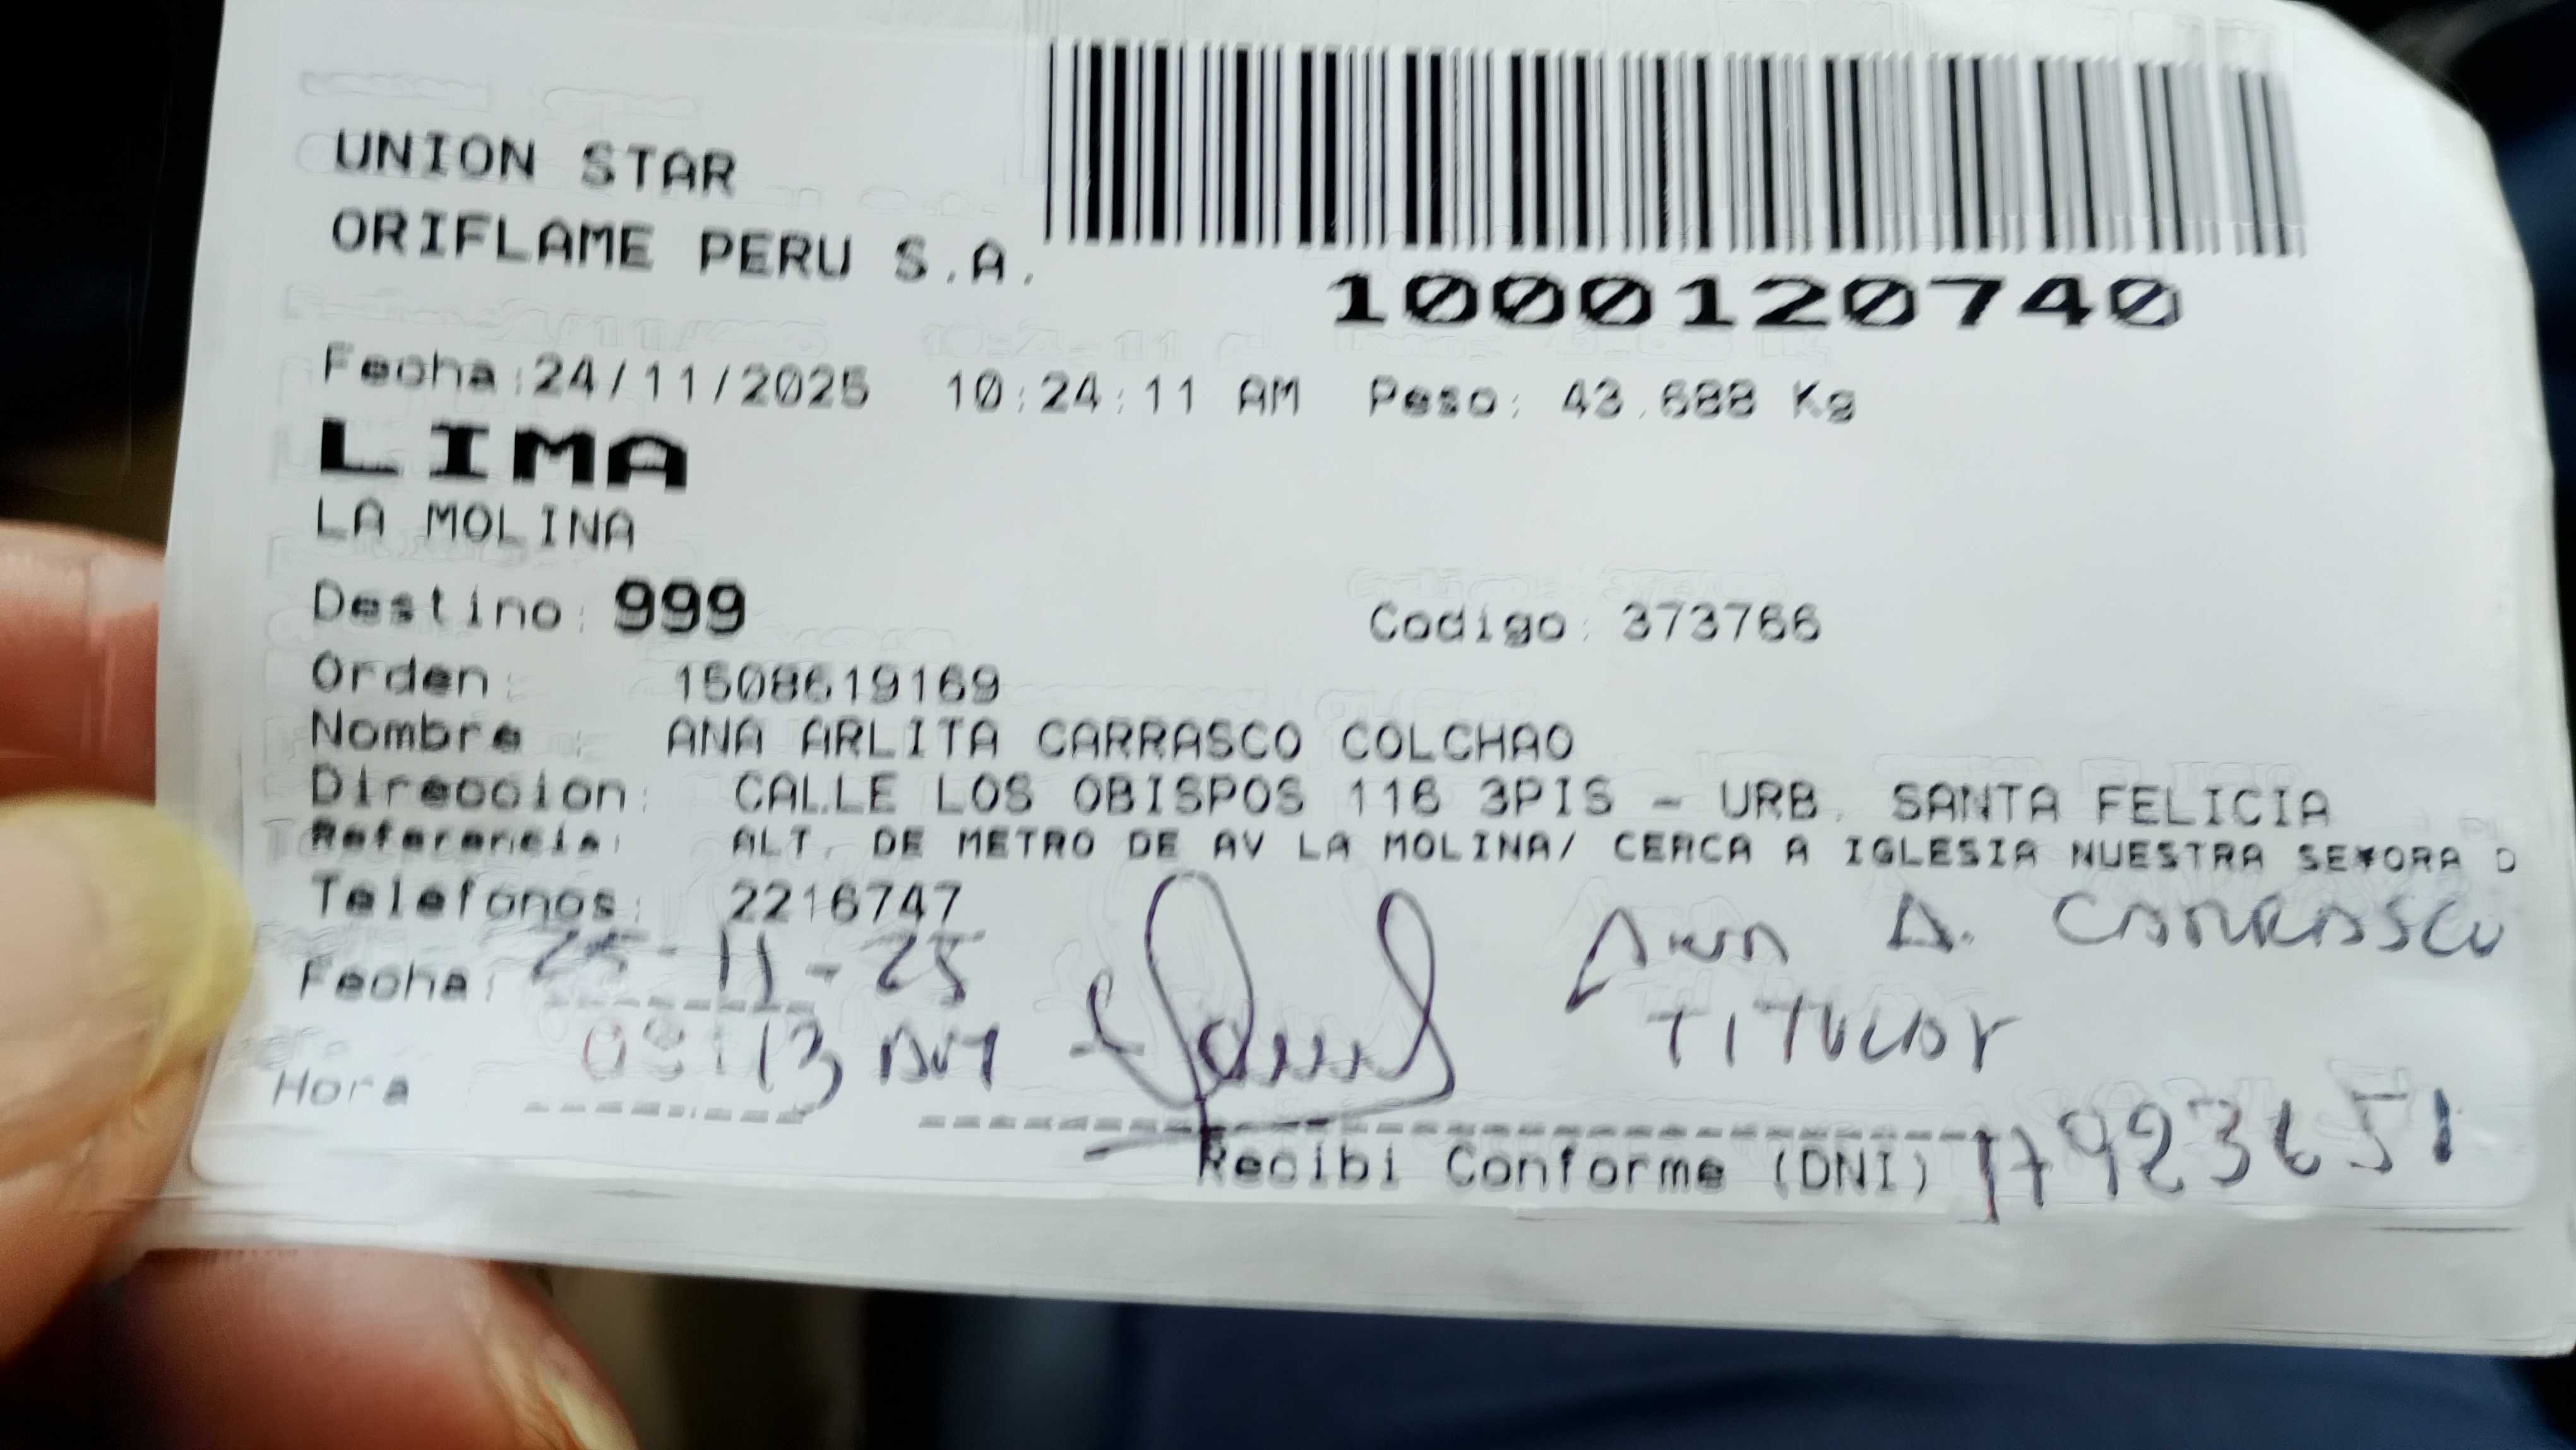 UNION STAR
ORIFLAME PERU S.A.
1000120740
Fecha:24/11/2025 10:24:11 AM Peso: 43.688 Kg
LIMA
LA MOLINA
Destino: 999 Codigo: 373766
Orden: 1508619169
Nombre : ANA ARLITA CARRASCO COLCHAO
Direccion: CALLE LOS OBISPOS 116 3PIS - URB. SANTA FELICIA
Referencia: ALT. DE METRO DE AV LA MOLINA/ CERCA A IGLESIA NUESTRA SE¥ORA D
Telefonos: 2216747
Ana A. CARRASCO
Fecha: 25-11-25
TITULAR
Hora
Recibi Conforme (DNI) 17923651